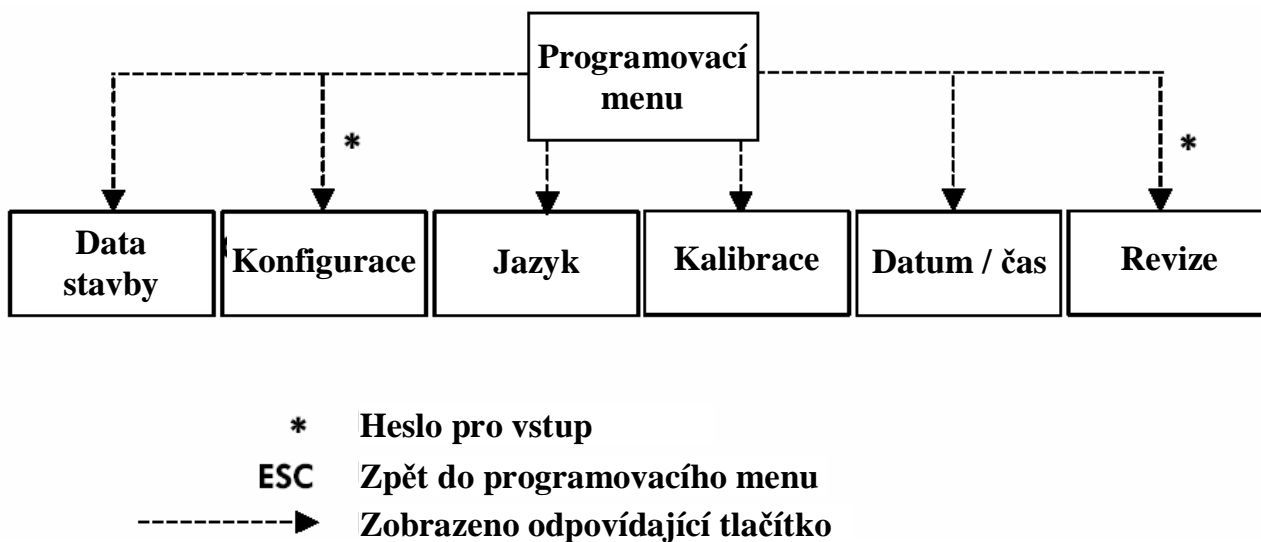 Programovací
menu
*
*
Data
stavby
Konfigurace
Jazyk
Kalibrace
Datum / čas
Revize
* Heslo pro vstup
ESC Zpět do programovacího menu
Zobrazeno odpovídající tlačítko